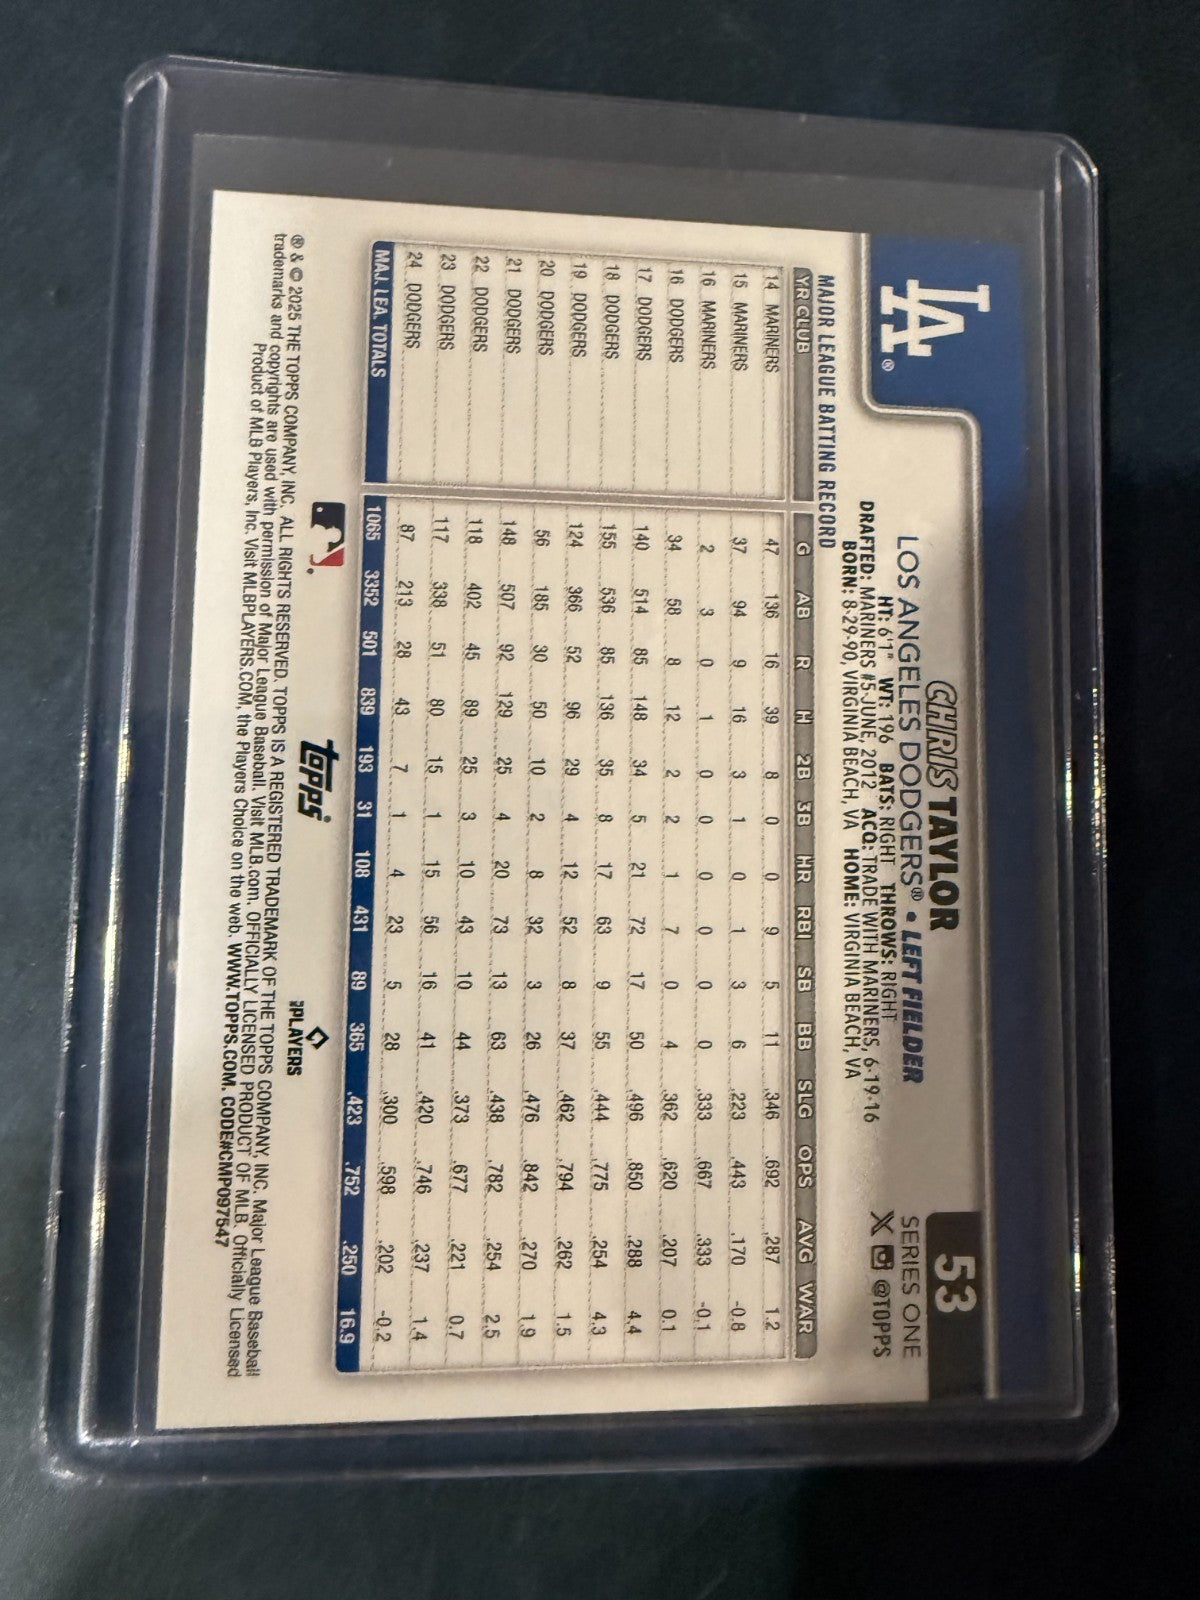 LA®
CHRIS TAYLOR
LOS ANGELES DODGERS® • LEFT FIELDER
HT: 6'1" WT: 196 BATS: RIGHT THROWS: RIGHT
DRAFTED: MARINERS #5-JUNE, 2012 ACQ: TRADE WITH MARINERS, 6-19-16
BORN: 8-29-90, VIRGINIA BEACH, VA HOME: VIRGINIA BEACH, VA
53
SERIES ONE
X @TOPPS
MAJOR LEAGUE BATTING RECORD
YR CLUB G AB R H 2B 3B HR RBI SB BB SLG OPS AVG WAR
14 MARINERS 47 136 16 39 8 0 0 9 5 11 .346 .692 .287 1.2
15 MARINERS 37 94 9 16 3 1 0 1 3 6 .223 .443 .170 -0.8
16 MARINERS 2 3 0 1 0 0 0 0 0 0 .333 .667 .333 -0.1
16 DODGERS 34 58 8 12 2 2 1 7 0 4 .362 .620 .207 0.1
17 DODGERS 140 514 85 148 34 5 21 72 17 50 .496 .850 .288 4.4
18 DODGERS 155 536 85 136 35 8 17 63 9 55 .444 .775 .254 4.3
19 DODGERS 124 366 52 96 29 4 12 52 8 37 .462 .794 .262 1.5
20 DODGERS 56 185 30 50 10 2 8 32 3 26 .476 .842 .270 1.9
21 DODGERS 148 507 92 129 25 4 20 73 13 63 .438 .782 .254 2.5
22 DODGERS 118 402 45 89 25 3 10 43 10 44 .373 .677 .221 0.7
23 DODGERS 117 338 51 80 15 1 15 56 16 41 .420 .746 .237 1.4
24 DODGERS 87 213 28 43 7 1 4 23 5 28 .300 .598 .202 -0.2
MAJ. LEA. TOTALS 1065 3352 501 839 193 31 108 431 89 365 .423 .752 .250 16.9
topps®
PLAYERS
® & © 2025 THE TOPPS COMPANY, INC. ALL RIGHTS RESERVED. TOPPS IS A REGISTERED TRADEMARK OF THE TOPPS COMPANY, INC. Major League Baseball
trademarks and copyrights are used with permission of Major League Baseball. Visit MLB.com. OFFICIALLY LICENSED PRODUCT OF MLB. Officially Licensed
Product of MLB Players, Inc. Visit MLBPLAYERS.COM, the Players Choice on the web. WWW.TOPPS.COM. CODE#CMP097547